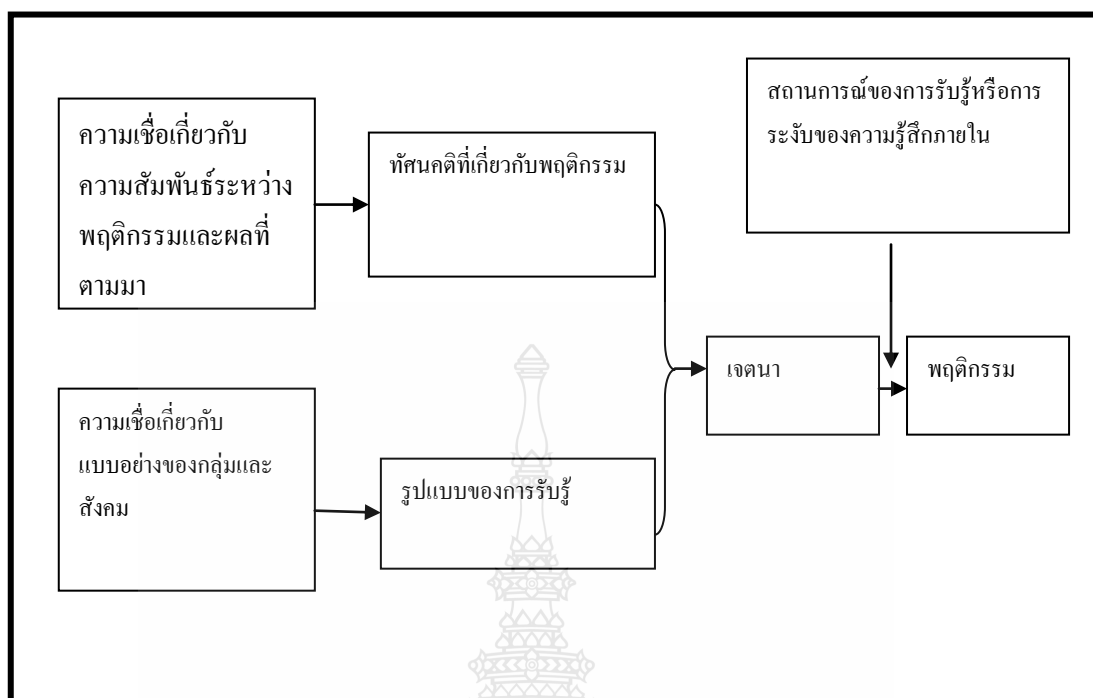 ความเชื่อเกี่ยวกับ
ความสัมพันธ์ระหว่าง
พฤติกรรมและผลที่
ตามมา
ทัศนคติที่เกี่ยวกับพฤติกรรม
สถานการณ์ของการรับรู้หรือการ
ระงับของความรู้สึกภายใน
ความเชื่อเกี่ยวกับ
แบบอย่างของกลุ่มและ
สังคม
รูปแบบของการรับรู้
เจตนา
พฤติกรรม